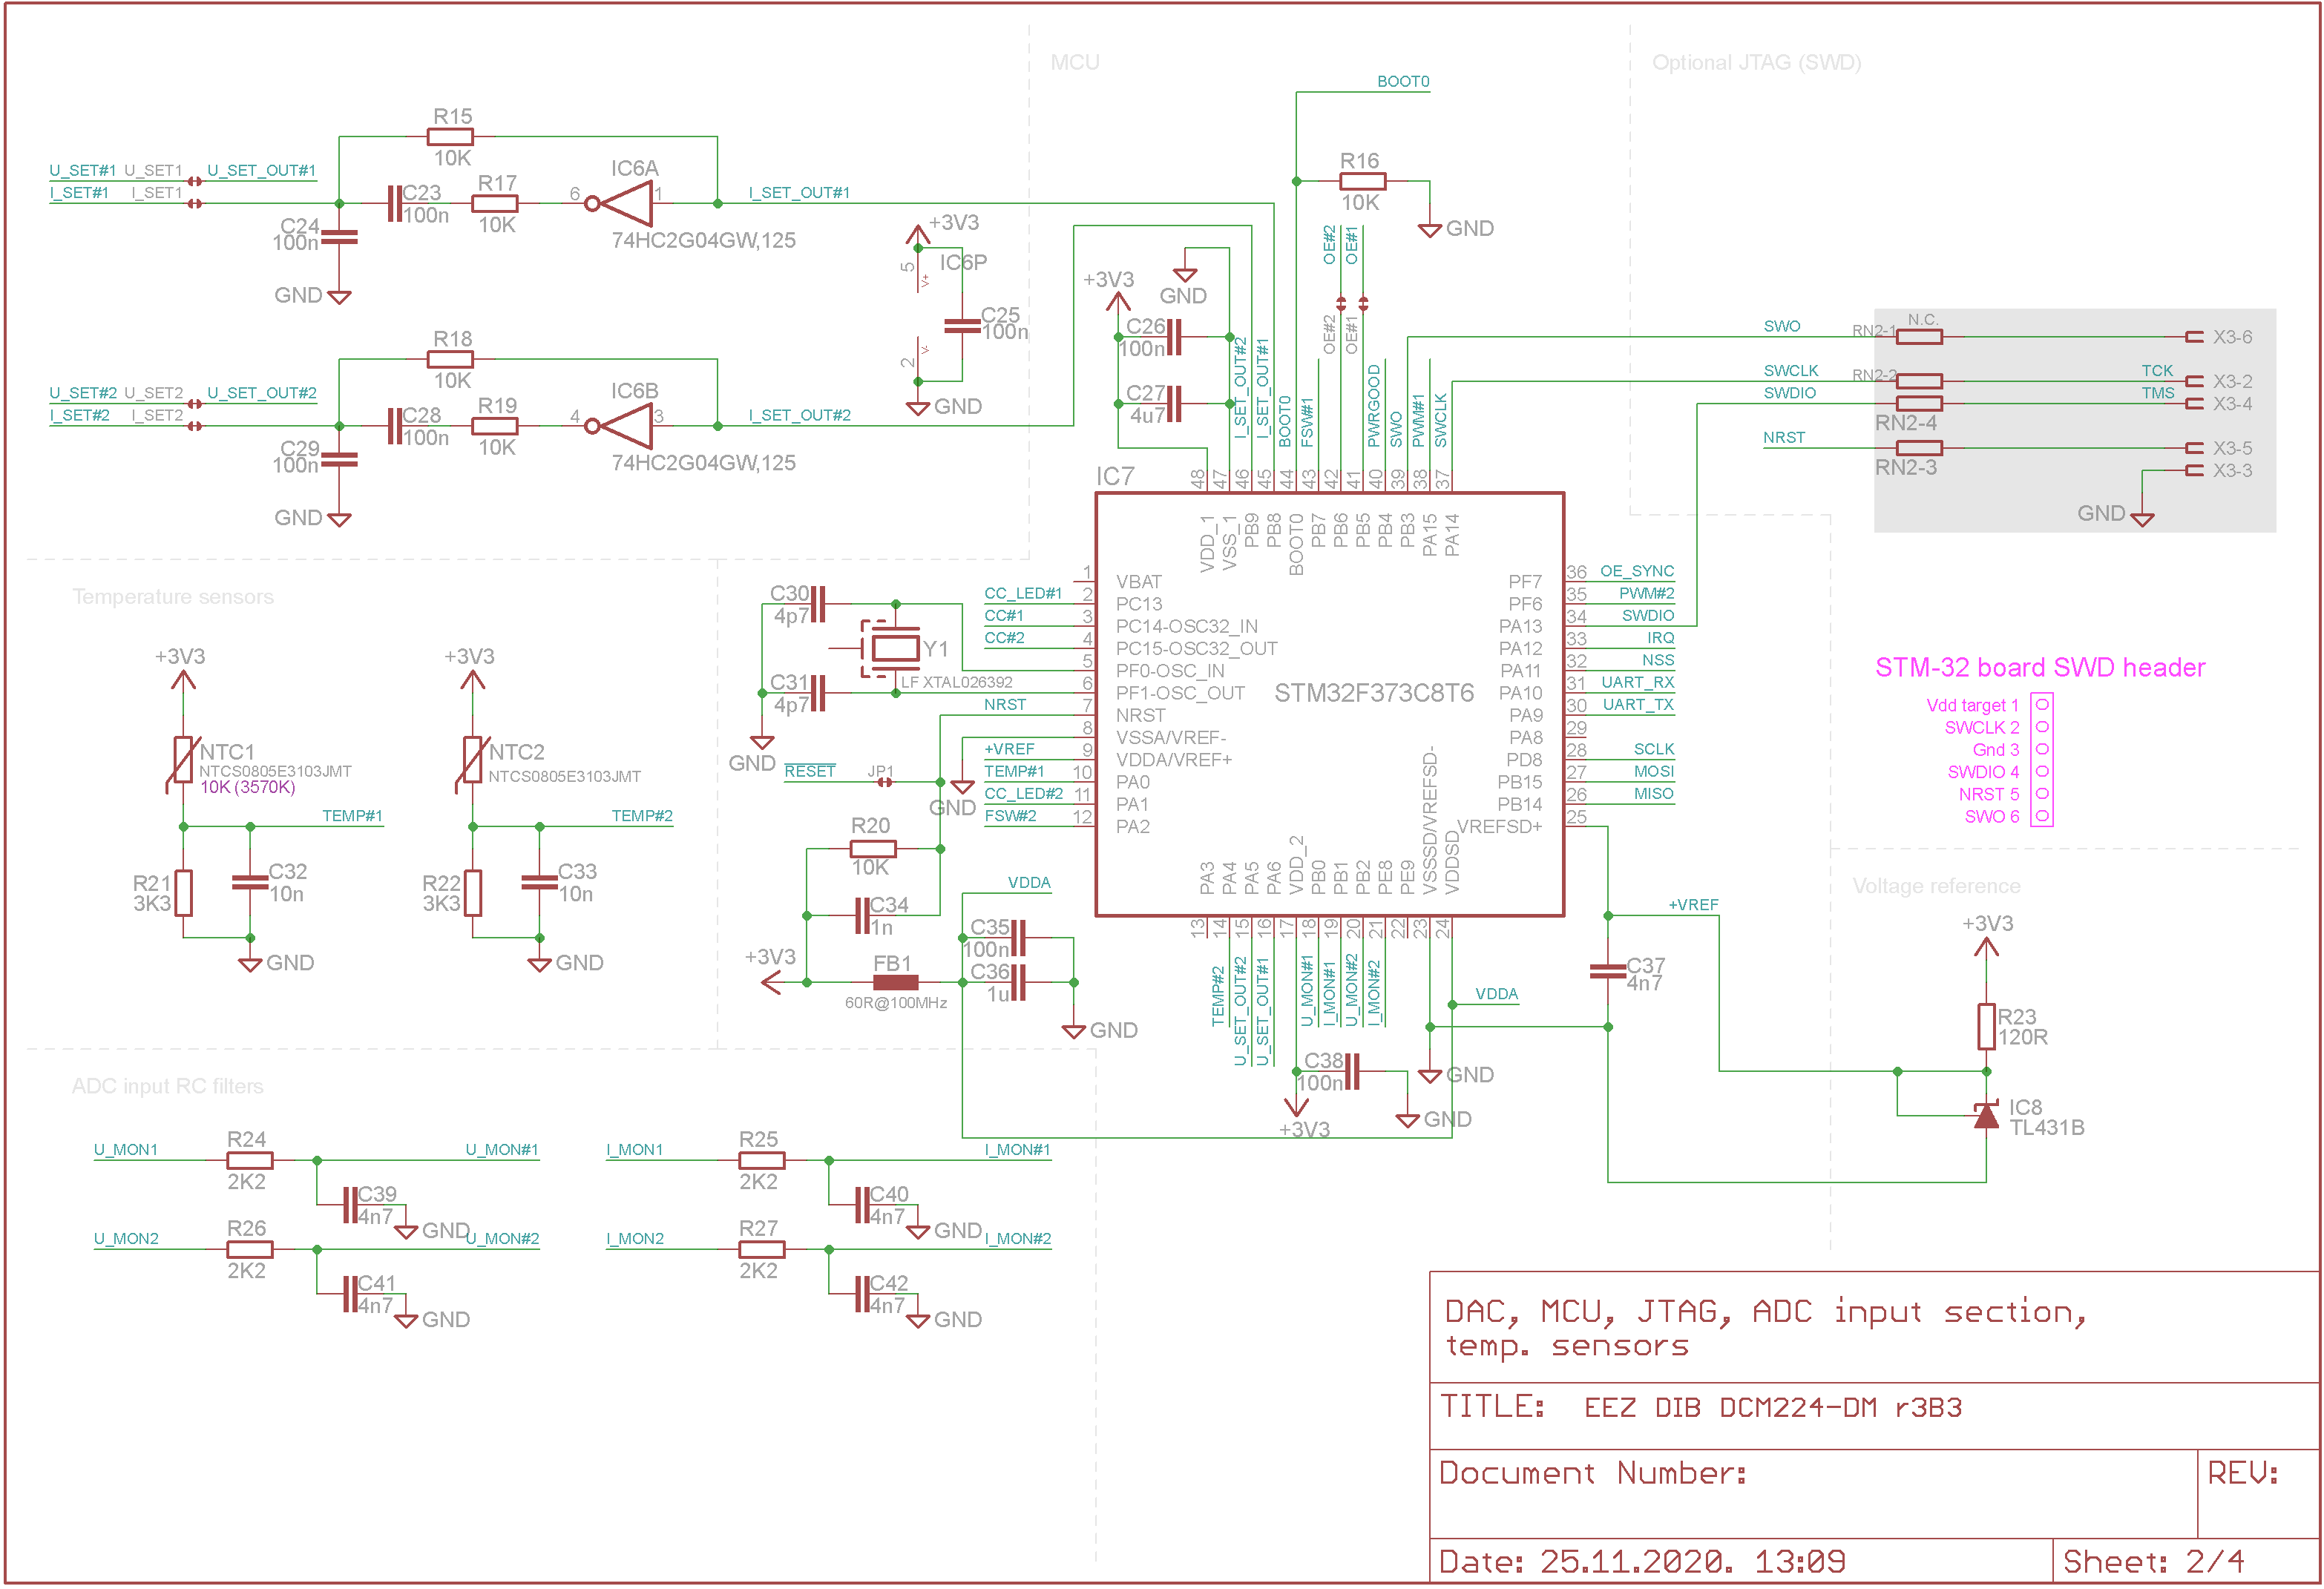 MCU
Optional JTAG (SWD)
BOOT0
R15
10K
U_SET#1 U_SET1 U_SET_OUT#1
I_SET#1 I_SET1
C23
100n
R17
10K
IC6A
6
1
74HC2G04GW,125
I_SET_OUT#1
C24
100n
GND
R18
10K
U_SET#2 U_SET2 U_SET_OUT#2
I_SET#2 I_SET2
C28
100n
R19
10K
IC6B
4
3
74HC2G04GW,125
I_SET_OUT#2
C29
100n
GND
+3V3
IC6P
5
V+
C25
100n
2
V-
GND
R16
10K
GND
+3V3
GND
C26
100n
C27
4u7
I_SET_OUT#2
I_SET_OUT#1
BOOT0
FSW#1
OE#2
OE#2
OE#1
OE#1
PWRGOOD
SWO
PWM#1
SWCLK
SWO
RN2-1
N.C.
X3-6
SWCLK
RN2-2
TCK
X3-2
SWDIO
TMS
X3-4
RN2-4
NRST
X3-5
RN2-3
X3-3
GND
IC7
48
47
46
45
44
43
42
41
40
39
38
37
VDD_1
VSS_1
PB9
PB8
BOOT0
PB7
PB6
PB5
PB4
PB3
PA15
PA14
STM32F373C8T6
1 VBAT
CC_LED#1 2 PC13
CC#1 3 PC14-OSC32_IN
CC#2 4 PC15-OSC32_OUT
5 PF0-OSC_IN
6 PF1-OSC_OUT
NRST 7 NRST
8 VSSA/VREF-
+VREF 9 VDDA/VREF+
TEMP#1 10 PA0
CC_LED#2 11 PA1
FSW#2 12 PA2
PF7 36 OE_SYNC
PF6 35 PWM#2
PA13 34 SWDIO
PA12 33 IRQ
PA11 32 NSS
PA10 31 UART_RX
PA9 30 UART_TX
PA8 29
PD8 28 SCLK
PB15 27 MOSI
PB14 26 MISO
VREFSD+ 25
PA3
PA4
PA5
PA6
VDD_2
PB0
PB1
PB2
PE8
PE9
VSSSD/VREFSD-
VDDSD
13
14
15
16
17
18
19
20
21
22
23
24
TEMP#2
U_SET_OUT#2
U_SET_OUT#1
U_MON#1
I_MON#1
U_MON#2
I_MON#2
VDDA
C38
100n
+3V3
GND
GND
C30
4p7
Y1
LF XTAL026392
C31
4p7
GND
RESET
JP1
GND
R20
10K
C34
1n
VDDA
C35
100n
C36
1u
+3V3
FB1
60R@100MHz
GND
Temperature sensors
+3V3
NTC1
NTCS0805E3103JMT
10K (3570K)
TEMP#1
R21
3K3
C32
10n
GND
+3V3
NTC2
NTCS0805E3103JMT
TEMP#2
R22
3K3
C33
10n
GND
STM-32 board SWD header
Vdd target 1
SWCLK 2
Gnd 3
SWDIO 4
NRST 5
SWO 6
Voltage reference
+VREF
C37
4n7
+3V3
R23
120R
IC8
TL431B
ADC input RC filters
U_MON1
R24
2K2
U_MON#1
C39
4n7
GND
I_MON1
R25
2K2
I_MON#1
C40
4n7
GND
U_MON2
R26
2K2
U_MON#2
C41
4n7
GND
I_MON2
R27
2K2
I_MON#2
C42
4n7
GND
DAC, MCU, JTAG, ADC input section,
temp. sensors
TITLE: EEZ DIB DCM224-DM r3B3
Document Number:
REV:
Date: 25.11.2020. 13:09
Sheet: 2/4